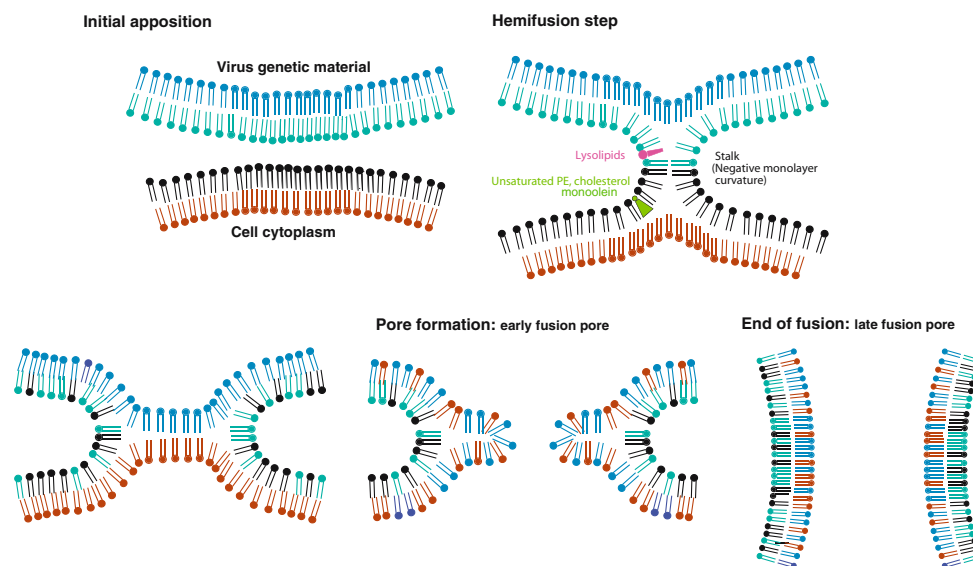 Initial apposition
Hemifusion step
Virus genetic material
Lysolipids
Stalk
(Negative monolayer
curvature)
Unsaturated PE, cholesterol
monoolein
Cell cytoplasm
Pore formation: early fusion pore
End of fusion: late fusion pore